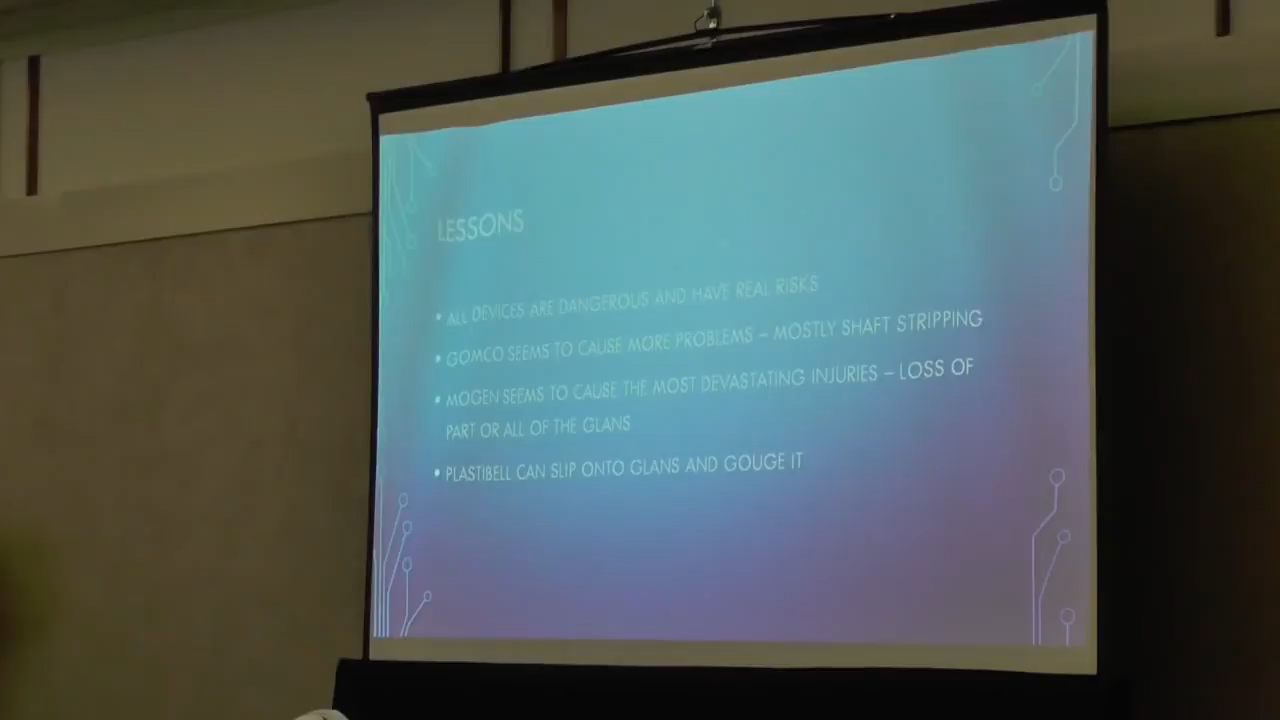 LESSONS
▪ ALL DEVICES ARE DANGEROUS AND HAVE REAL RISKS
▪ GOMCO SEEMS TO CAUSE MORE PROBLEMS – MOSTLY SHAFT STRIPPING
▪ MOGEN SEEMS TO CAUSE THE MOST DEVASTATING INJURIES – LOSS OF
PART OR ALL OF THE GLANS
▪ PLASTIBELL CAN SLIP ONTO GLANS AND GOUGE IT